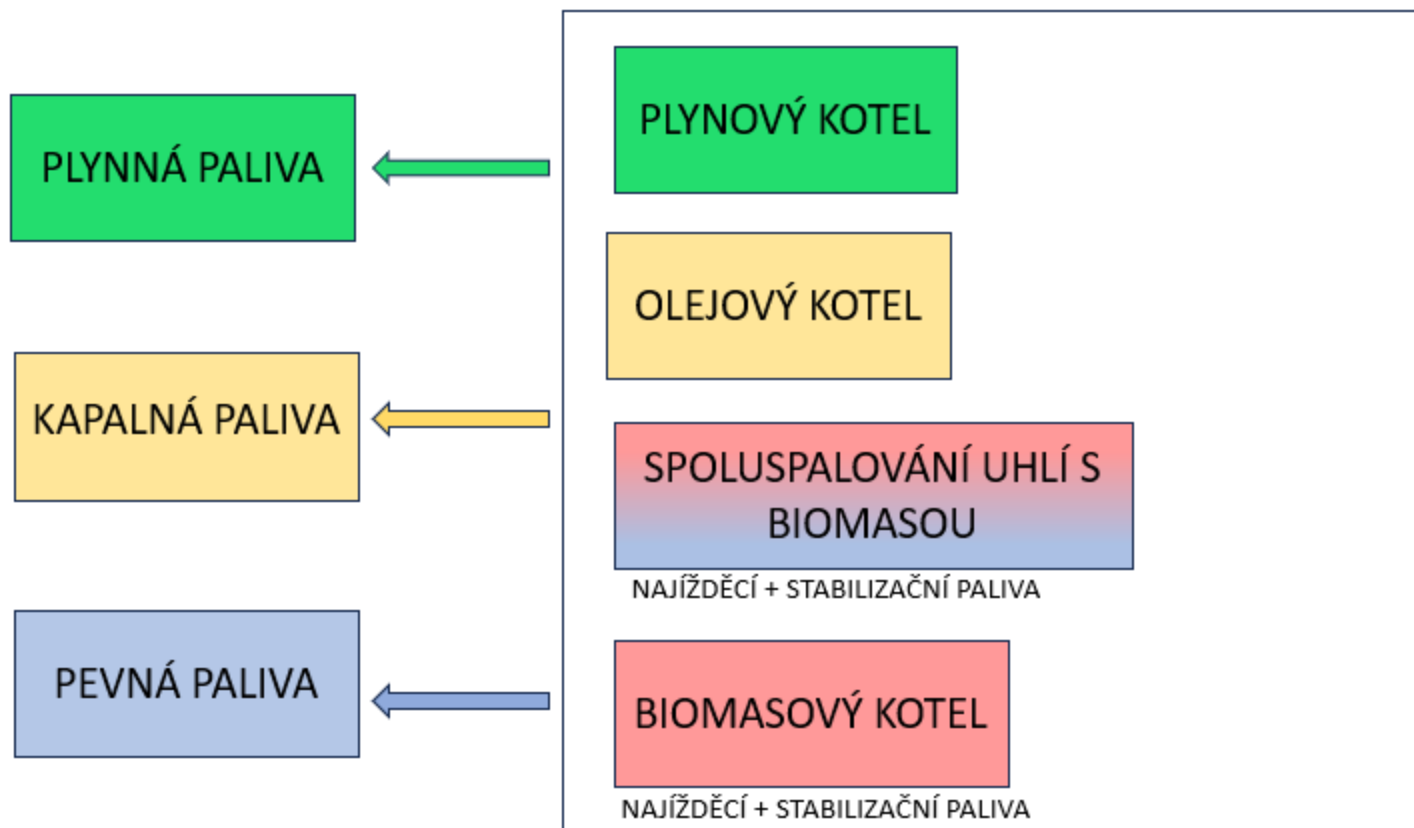 PLYNNÁ PALIVA
KAPALNÁ PALIVA
PEVNÁ PALIVA
PLYNOVÝ KOTEL
OLEJOVÝ KOTEL
SPOLUSPALOVÁNÍ UHLÍ S
BIOMASOU
NAJÍŽDĚCÍ + STABILIZAČNÍ PALIVA
BIOMASOVÝ KOTEL
NAJÍŽDĚCÍ + STABILIZAČNÍ PALIVA